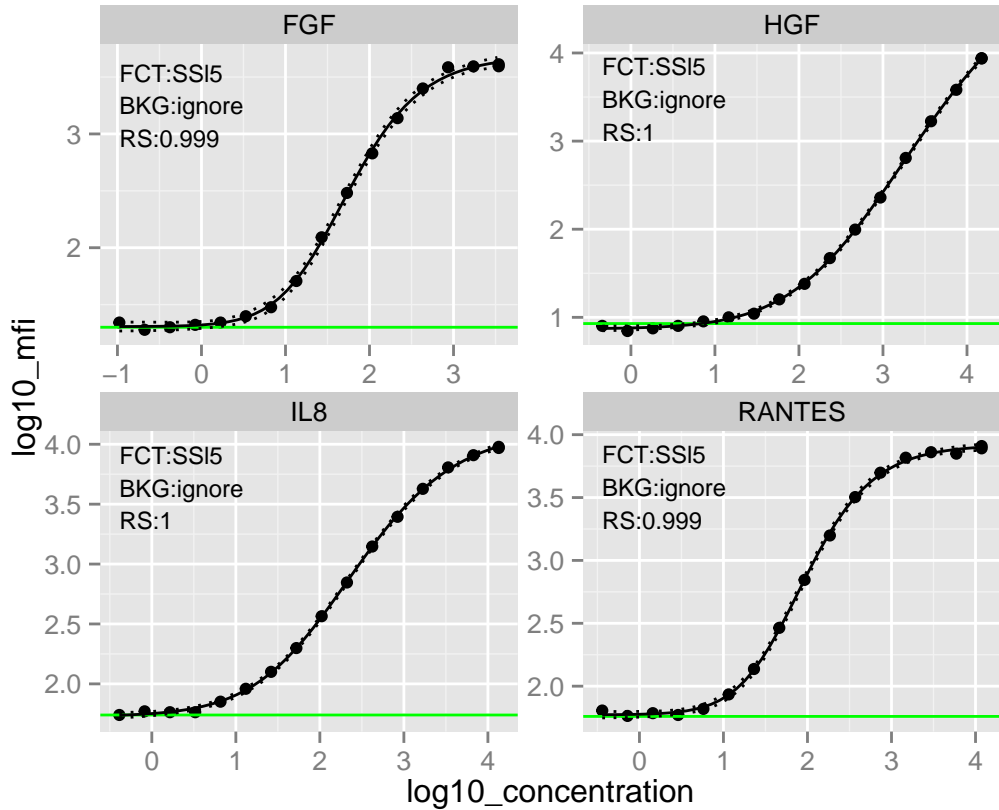 FGF
HGF
FCT:SSl5
BKG:ignore
RS:0.999
FCT:SSl5
BKG:ignore
RS:1
3
2
4
3
2
1
−1 0 1 2 3
0 1 2 3 4
IL8
RANTES
FCT:SSl5
BKG:ignore
RS:1
FCT:SSl5
BKG:ignore
RS:0.999
4.0
3.5
3.0
2.5
2.0
4.0
3.5
3.0
2.5
2.0
0 1 2 3 4
0 1 2 3 4
log10_mfi
log10_concentration